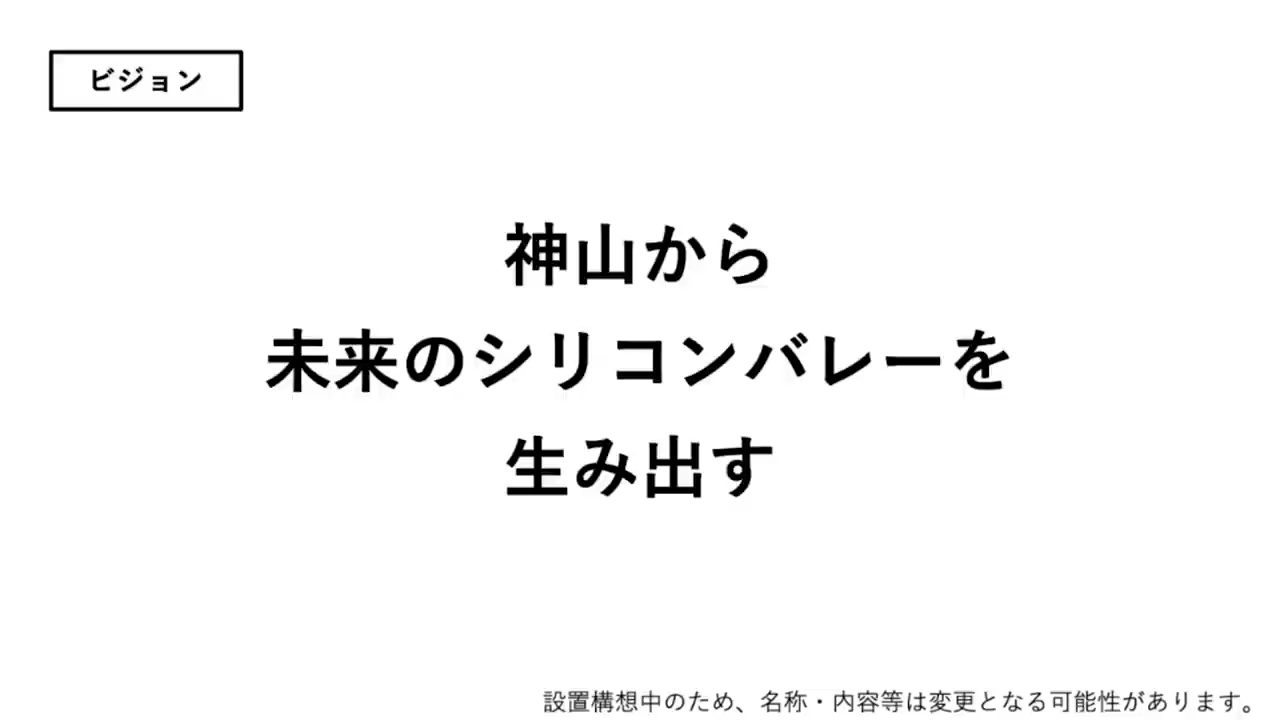 ビジョン
神山から
未来のシリコンバレーを
生み出す
設置構想中のため、名称・内容等は変更となる可能性があります。